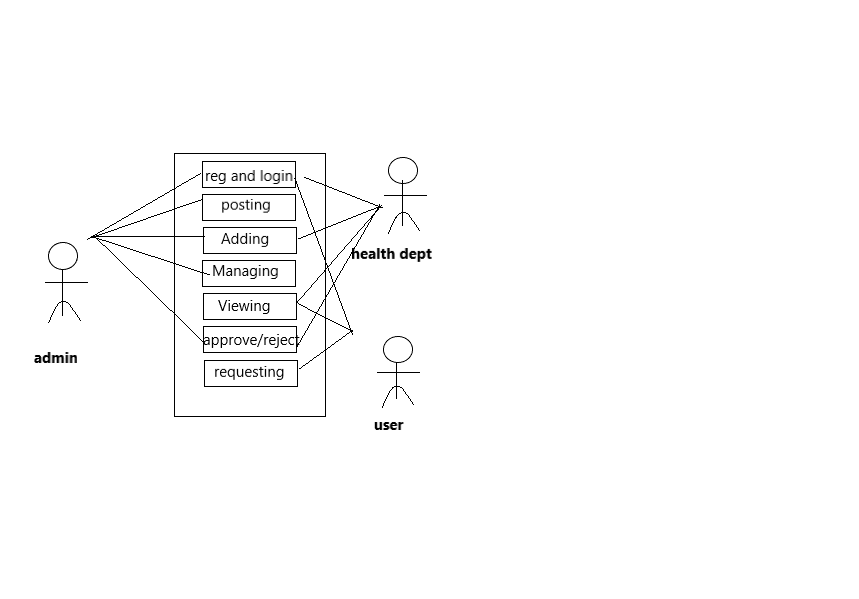 reg and login
posting
Adding
Managing
Viewing
approve/reject
requesting
health dept
admin
user